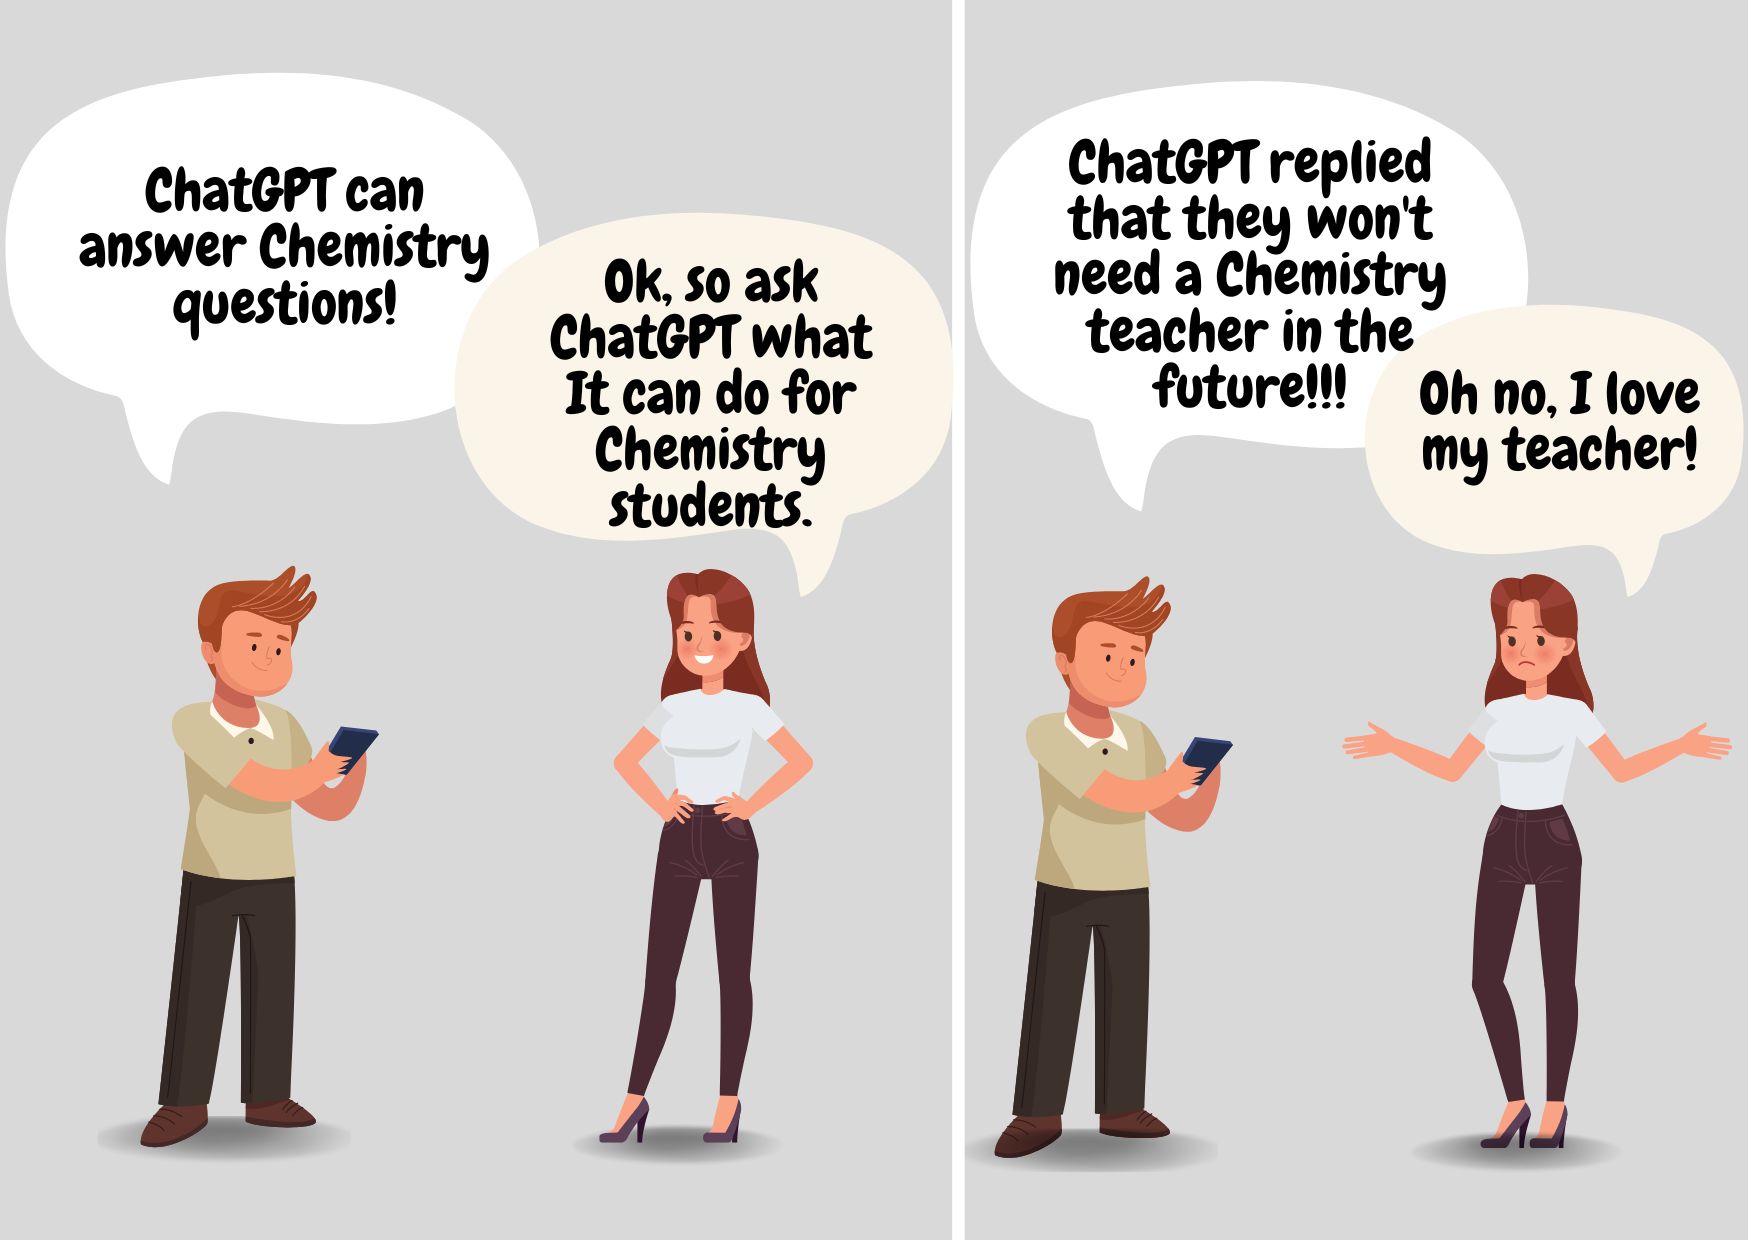 ChatGPT can
answer Chemistry
questions!
Ok, so ask
ChatGPT what
It can do for
Chemistry
students.
ChatGPT replied
that they won't
need a Chemistry
teacher in the
future!!!
Oh no, I love
my teacher!